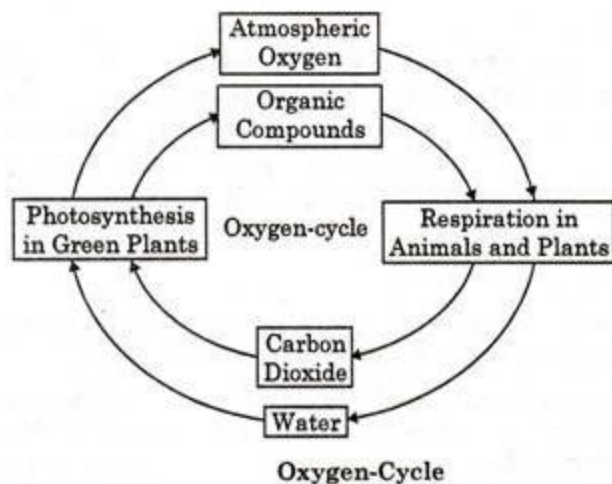 Atmospheric
Oxygen
Organic
Compounds
Photosynthesis
in Green Plants
Oxygen-cycle
Respiration in
Animals and Plants
Carbon
Dioxide
Water
Oxygen-Cycle